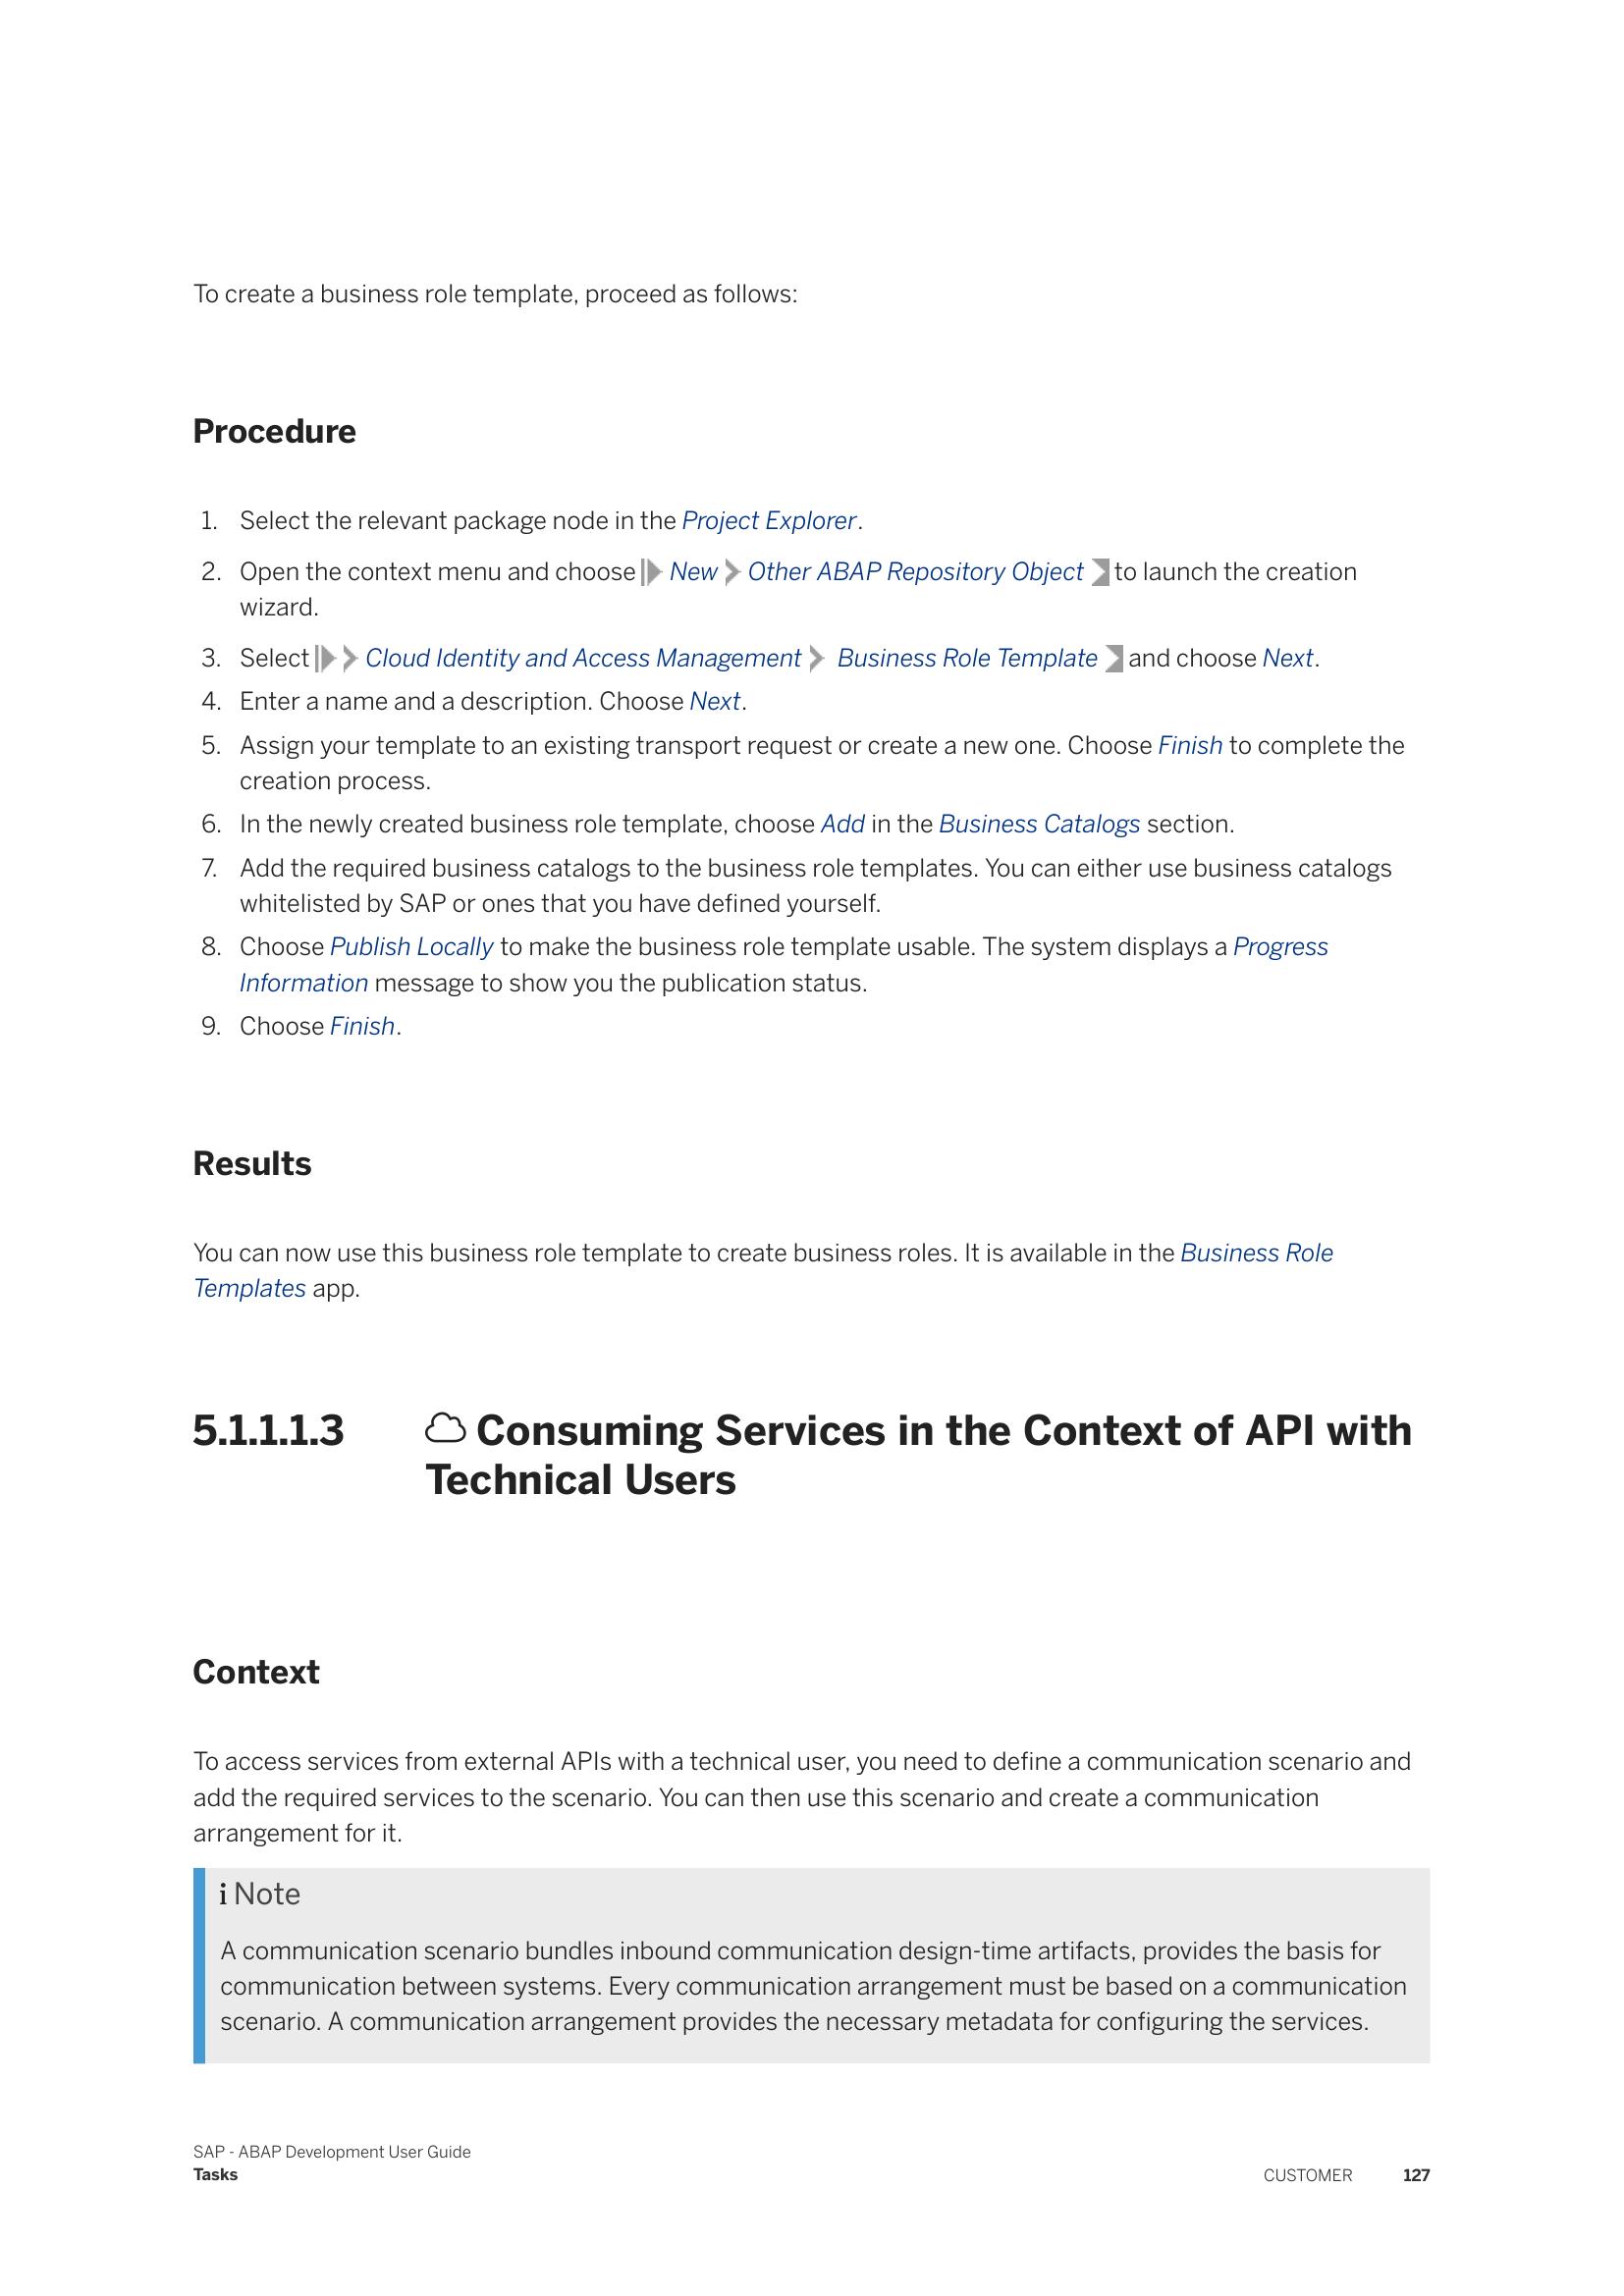 To create a business role template, proceed as follows:
Procedure
1. Select the relevant package node in the Project Explorer.
2. Open the context menu and choose New Other ABAP Repository Object to launch the creation
wizard.
3. Select Cloud Identity and Access Management Business Role Template and choose Next.
4. Enter a name and a description. Choose Next.
5. Assign your template to an existing transport request or create a new one. Choose Finish to complete the
creation process.
6. In the newly created business role template, choose Add in the Business Catalogs section.
7. Add the required business catalogs to the business role templates. You can either use business catalogs
whitelisted by SAP or ones that you have defined yourself.
8. Choose Publish Locally to make the business role template usable. The system displays a Progress
Information message to show you the publication status.
9. Choose Finish.
Results
You can now use this business role template to create business roles. It is available in the Business Role
Templates app.
5.1.1.1.3 Consuming Services in the Context of API with
Technical Users
Context
To access services from external APIs with a technical user, you need to define a communication scenario and
add the required services to the scenario. You can then use this scenario and create a communication
arrangement for it.
i Note
A communication scenario bundles inbound communication design-time artifacts, provides the basis for
communication between systems. Every communication arrangement must be based on a communication
scenario. A communication arrangement provides the necessary metadata for configuring the services.
SAP - ABAP Development User Guide
Tasks
CUSTOMER 127